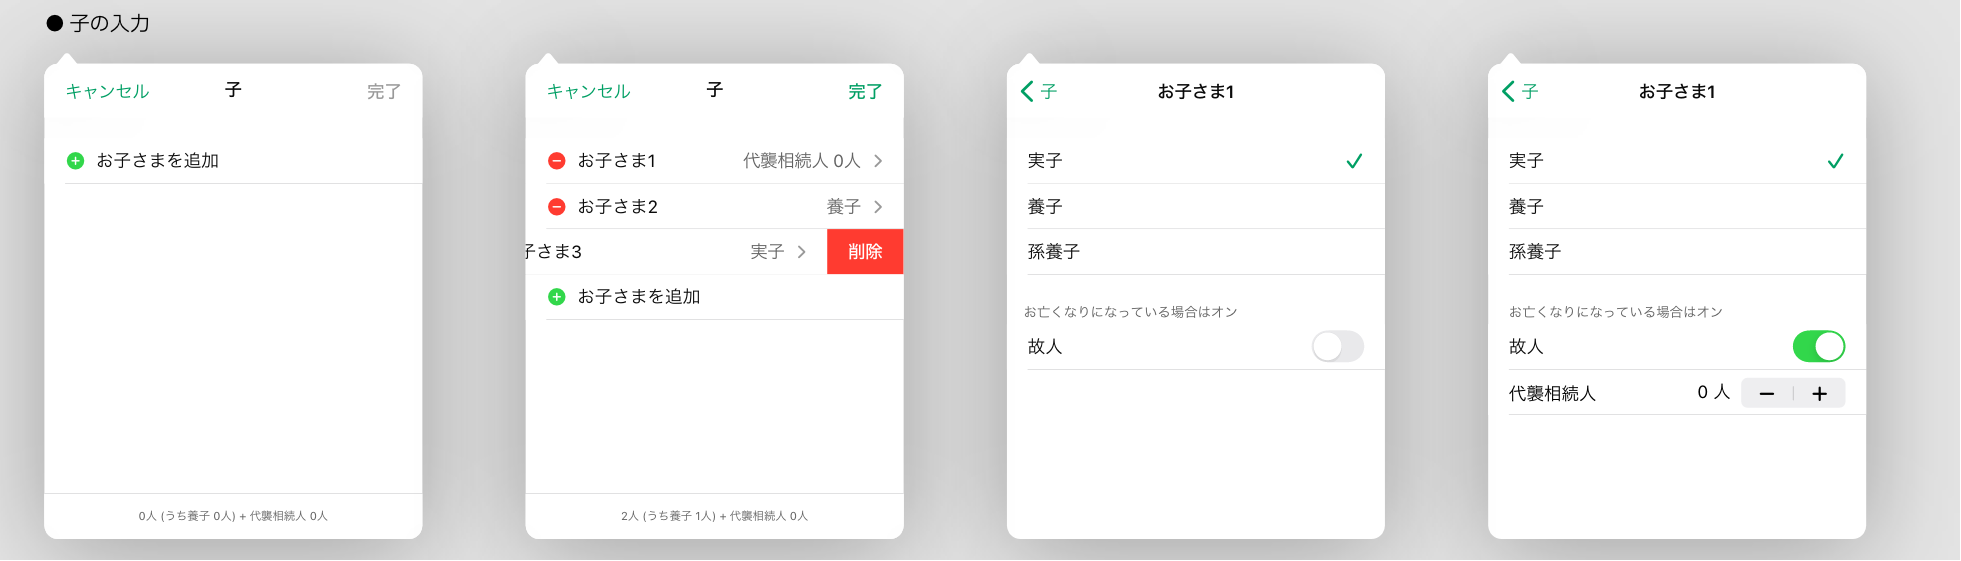 ● 子の入力
キャンセル 子 完了
お子さまを追加
0人 (うち養子 0人) + 代襲相続人 0人
キャンセル 子 完了
お子さま1 代襲相続人 0人
お子さま2 養子
子さま3 実子 削除
お子さまを追加
2人 (うち養子 1人) + 代襲相続人 0人
子 お子さま1
実子
養子
孫養子
お亡くなりになっている場合はオン
故人
子 お子さま1
実子
養子
孫養子
お亡くなりになっている場合はオン
故人
代襲相続人 0 人 − +